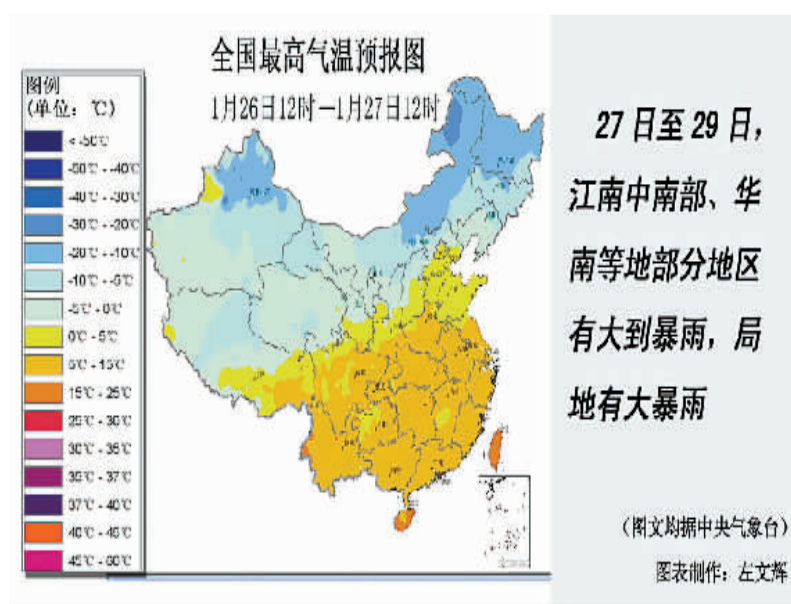 全国最高气温预报图
1月26日12时—1月27日12时
图例
(单位：℃)
< -50℃
-50℃ - -40℃
-40℃ - -30℃
-30℃ - -20℃
-20℃ - -10℃
-10℃ - -5℃
-5℃ - 0℃
0℃ - 5℃
5℃ - 15℃
15℃ - 25℃
25℃ - 30℃
30℃ - 35℃
35℃ - 37℃
37℃ - 40℃
40℃ - 45℃
45℃ - 60℃
27日至29日，
江南中南部、华
南等地部分地区
有大到暴雨，局
地有大暴雨
（图文均据中央气象台）
图表制作：左文辉